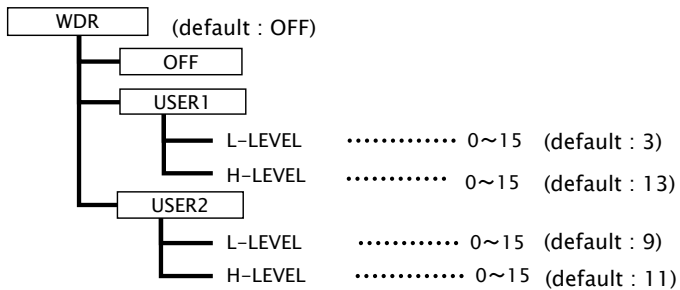 WDR (default : OFF)
OFF
USER1
L-LEVEL ············· 0~15 (default : 3)
H-LEVEL ············ 0~15 (default : 13)
USER2
L-LEVEL ············ 0~15 (default : 9)
H-LEVEL ············· 0~15 (default : 11)